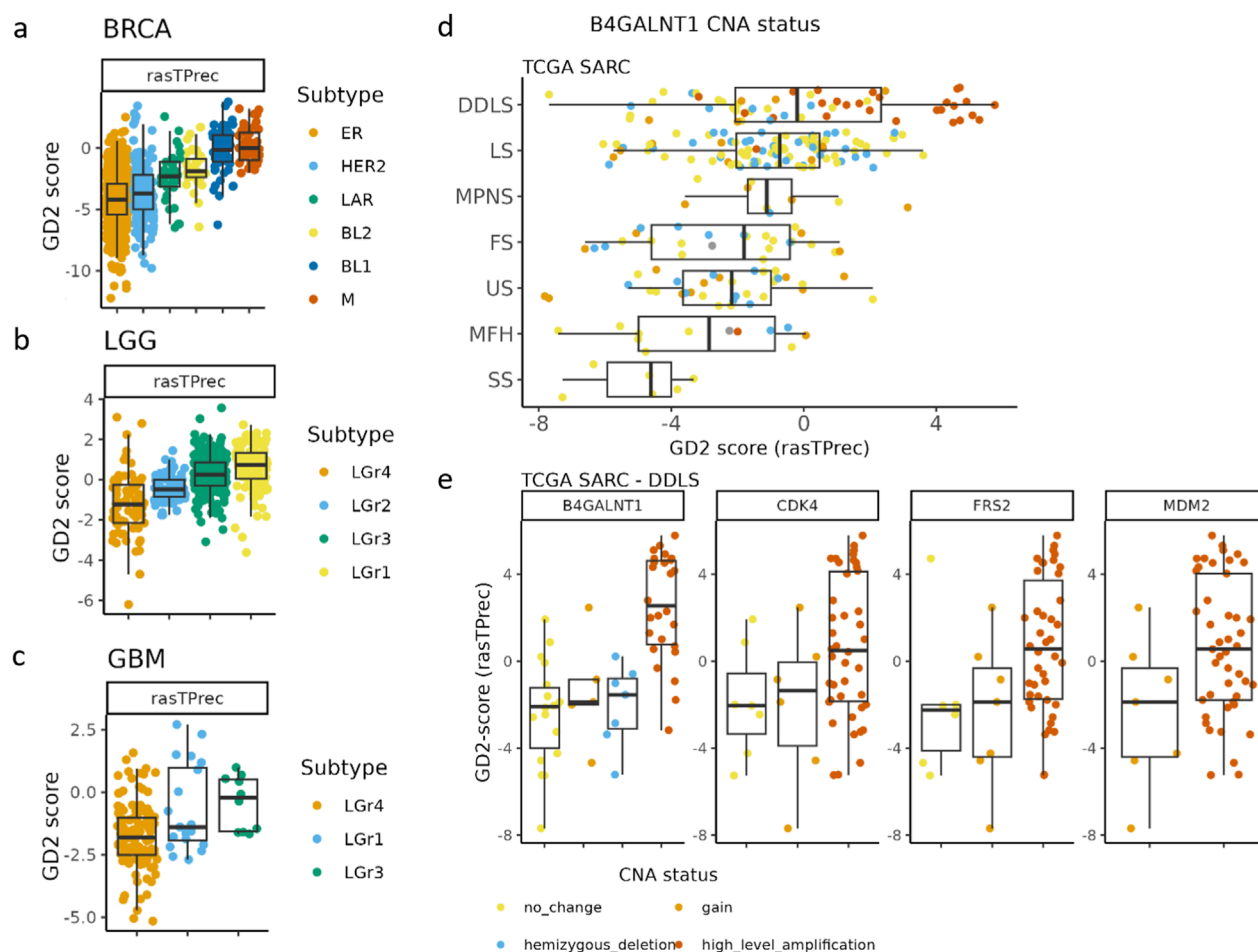 a
BRCA
rasTPrec
GD2 score
0
-5
-10
Subtype
ER
HER2
LAR
BL2
BL1
M
b
LGG
rasTPrec
GD2 score
4
2
0
-2
-4
-6
Subtype
LGr4
LGr2
LGr3
LGr1
c
GBM
rasTPrec
GD2 score
2.5
0.0
-2.5
-5.0
Subtype
LGr4
LGr1
LGr3
d
B4GALNT1 CNA status
TCGA SARC
DDLS
LS
MPNS
FS
US
MFH
SS
-8 -4 0 4
GD2 score (rasTPrec)
e
TCGA SARC - DDLS
B4GALNT1 CDK4 FRS2 MDM2
GD2-score (rasTPrec)
4 4 4 4
0 0 0 0
-4 -4 -4 -4
-8 -8 -8 -8
CNA status
no_change gain
hemizygous_deletion high_level_amplification